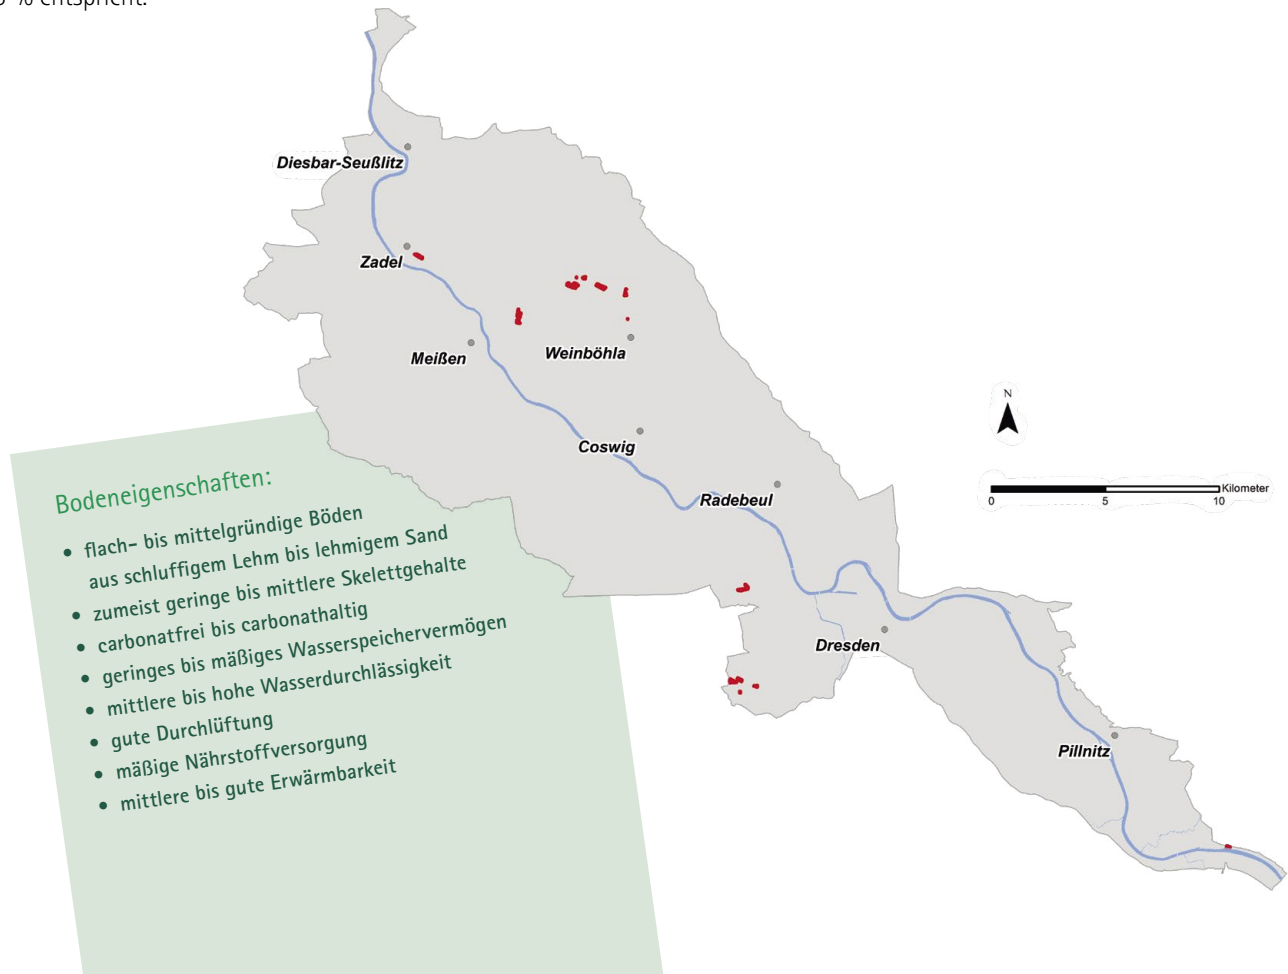 % entspricht.
Diesbar-Seußlitz
Zadel
Meißen
Weinböhla
Coswig
Radebeul
Dresden
Pillnitz
N
Kilometer
0 5 10
Bodeneigenschaften:
• flach- bis mittelgründige Böden
aus schluffigem Lehm bis lehmigem Sand
• zumeist geringe bis mittlere Skelettgehalte
• carbonatfrei bis carbonathaltig
• geringes bis mäßiges Wasserspeichervermögen
• mittlere bis hohe Wasserdurchlässigkeit
• gute Durchlüftung
• mäßige Nährstoffversorgung
• mittlere bis gute Erwärmbarkeit